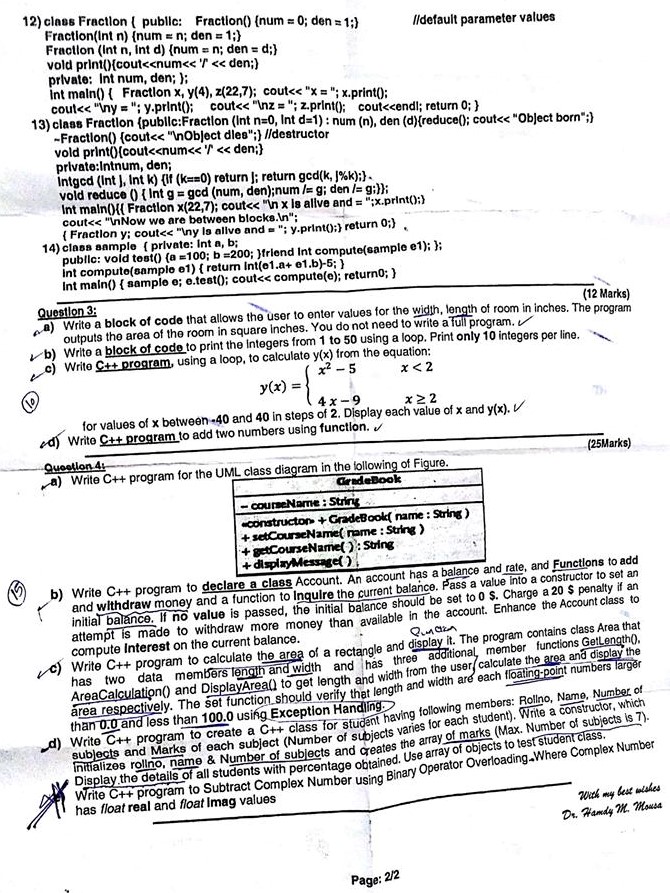 12) class Fraction { public: Fraction() {num = 0; den = 1;} //default parameter values
Fraction(int n) {num = n; den = 1;}
Fraction (int n, int d) {num = n; den = d;}
void print(){cout<<num<< '/' << den;}
private: int num, den; };
int main() { Fraction x, y(4), z(22,7); cout<< "x = "; x.print();
cout<< "\ny = "; y.print(); cout<< "\nz = "; z.print(); cout<<endl; return 0; }
13) class Fraction {public:Fraction (int n=0, int d=1) : num (n), den (d){reduce(); cout<< "Object born";}
~Fraction() {cout<< "\nObject dies";} //destructor
void print(){cout<<num<< '/' << den;}
private:intnum, den;
intgcd (int j, int k) {if (k==0) return j; return gcd(k, j%k);}
void reduce () { int g = gcd (num, den);num /= g; den /= g;}};
int main(){{ Fraction x(22,7); cout<< "\n x is alive and = ";x.print();}
cout<< "\nNow we are between blocks.\n";
{ Fraction y; cout<< "\ny is alive and = "; y.print();} return 0;}
14) class sample { private: int a, b;
public: void test() {a =100; b =200; }friend int compute(sample e1); };
int compute(sample e1) { return int(e1.a+ e1.b)-5; }
int main() { sample e; e.test(); cout<< compute(e); return0; }
(12 Marks)
Question 3:
a) Write a block of code that allows the user to enter values for the width, length of room in inches. The program
outputs the area of the room in square inches. You do not need to write a full program.
b) Write a block of code to print the integers from 1 to 50 using a loop. Print only 10 integers per line.
c) Write C++ program, using a loop, to calculate y(x) from the equation:
x² – 5 x < 2
y(x) = {
4 x – 9 x ≥ 2
10
for values of x between -40 and 40 in steps of 2. Display each value of x and y(x).
d) Write C++ program to add two numbers using function.
(25Marks)
Question 4:
a) Write C++ program for the UML class diagram in the following of Figure.
GradeBook
– courseName : String
«constructor» + GradeBook( name : String )
+ setCourseName( name : String )
+ getCourseName( ) : String
+ displayMessage( )
15
b) Write C++ program to declare a class Account. An account has a balance and rate, and Functions to add
and withdraw money and a function to Inquire the current balance. Pass a value into a constructor to set an
initial balance. If no value is passed, the initial balance should be set to 0 $. Charge a 20 $ penalty if an
attempt is made to withdraw more money than available in the account. Enhance the Account class to
compute Interest on the current balance.
c) Write C++ program to calculate the area of a rectangle and display it. The program contains class Area that
has two data members length and width and has three additional member functions GetLength(),
AreaCalculation() and DisplayArea() to get length and width from the user, calculate the area and display the
area respectively. The set function should verify that length and width are each floating-point numbers larger
than 0.0 and less than 100.0 using Exception Handling.
d) Write C++ program to create a C++ class for student having following members: Rollno, Name, Number of
subjects and Marks of each subject (Number of subjects varies for each student). Write a constructor, which
initializes rollno, name & Number of subjects and creates the array of marks (Max. Number of subjects is 7).
Display the details of all students with percentage obtained. Use array of objects to test student class.
Write C++ program to Subtract Complex Number using Binary Operator Overloading. Where Complex Number
has float real and float imag values
With my best wishes
Dr. Hamdy M. Mousa
Page: 2/2